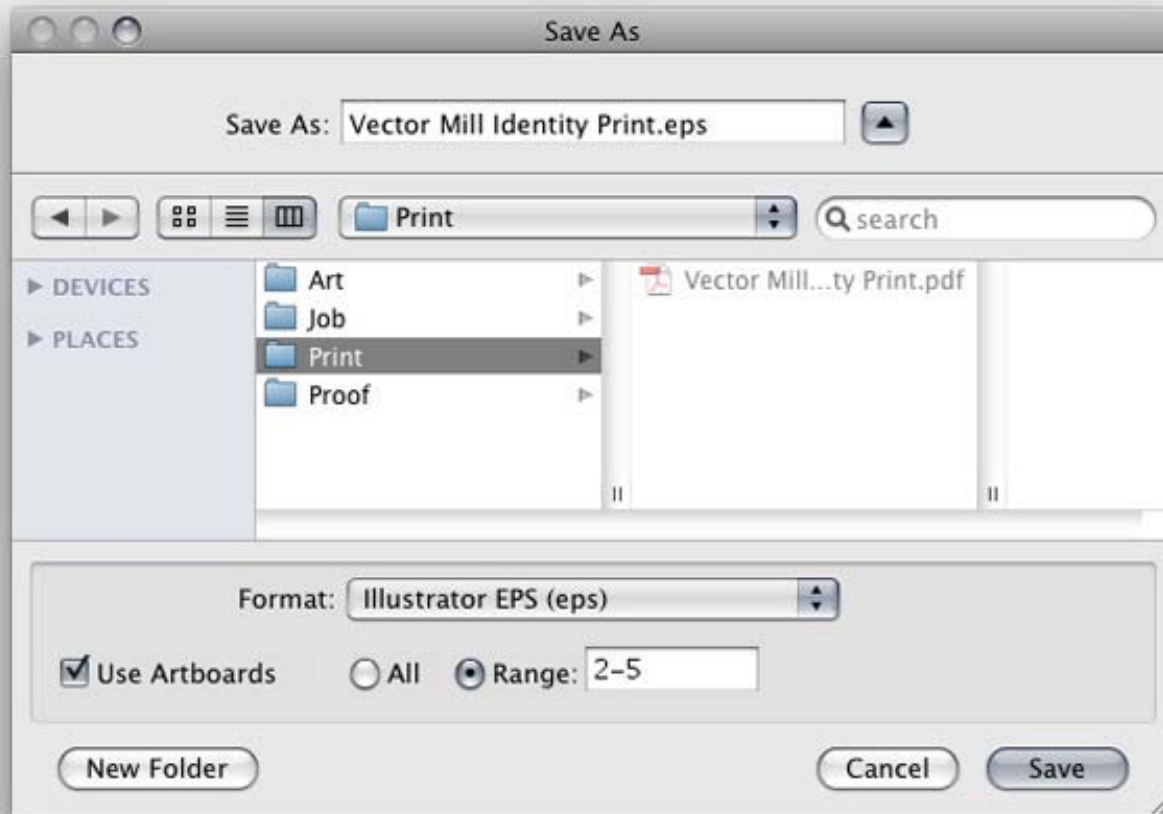 Save As
Save As: Vector Mill Identity Print.eps
Print
search
DEVICES
PLACES
Art
Job
Print
Proof
Vector Mill...ty Print.pdf
Format: Illustrator EPS (eps)
Use Artboards All Range: 2-5
New Folder Cancel Save